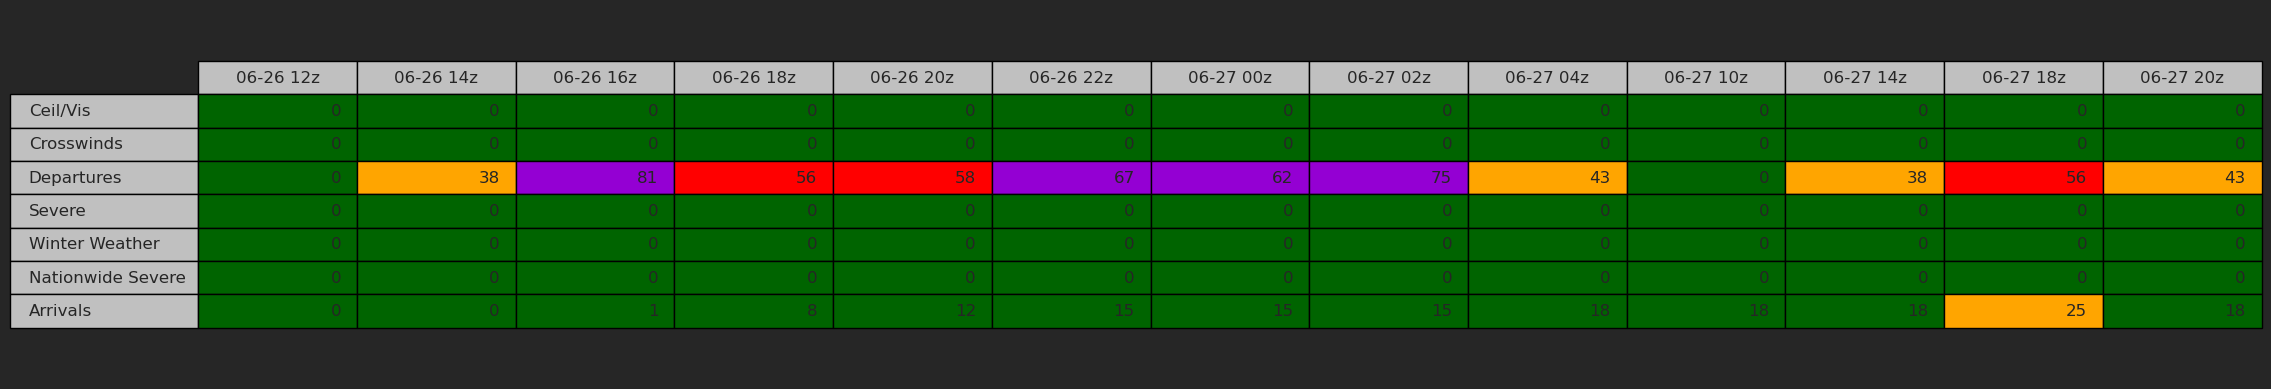 06-26 12z 06-26 14z 06-26 16z 06-26 18z 06-26 20z 06-26 22z 06-27 00z 06-27 02z 06-27 04z 06-27 10z 06-27 14z 06-27 18z 06-27 20z
Ceil/Vis 0 0 0 0 0 0 0 0 0 0 0 0 0
Crosswinds 0 0 0 0 0 0 0 0 0 0 0 0 0
Departures 0 38 81 56 58 67 62 75 43 0 38 56 43
Severe 0 0 0 0 0 0 0 0 0 0 0 0 0
Winter Weather 0 0 0 0 0 0 0 0 0 0 0 0 0
Nationwide Severe 0 0 0 0 0 0 0 0 0 0 0 0 0
Arrivals 0 0 1 8 12 15 15 15 18 18 18 25 18